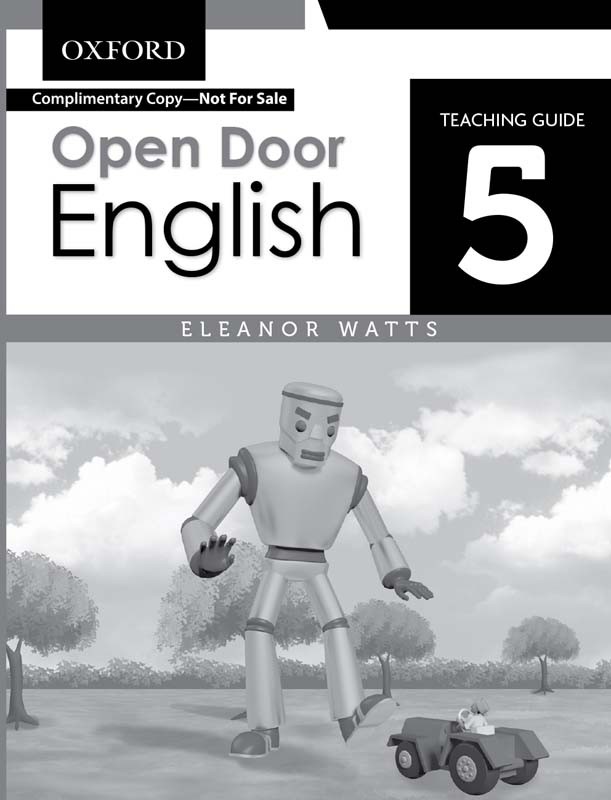 OXFORD
Complimentary Copy—Not For Sale
Open Door
English
TEACHING GUIDE
5
ELEANOR WATTS